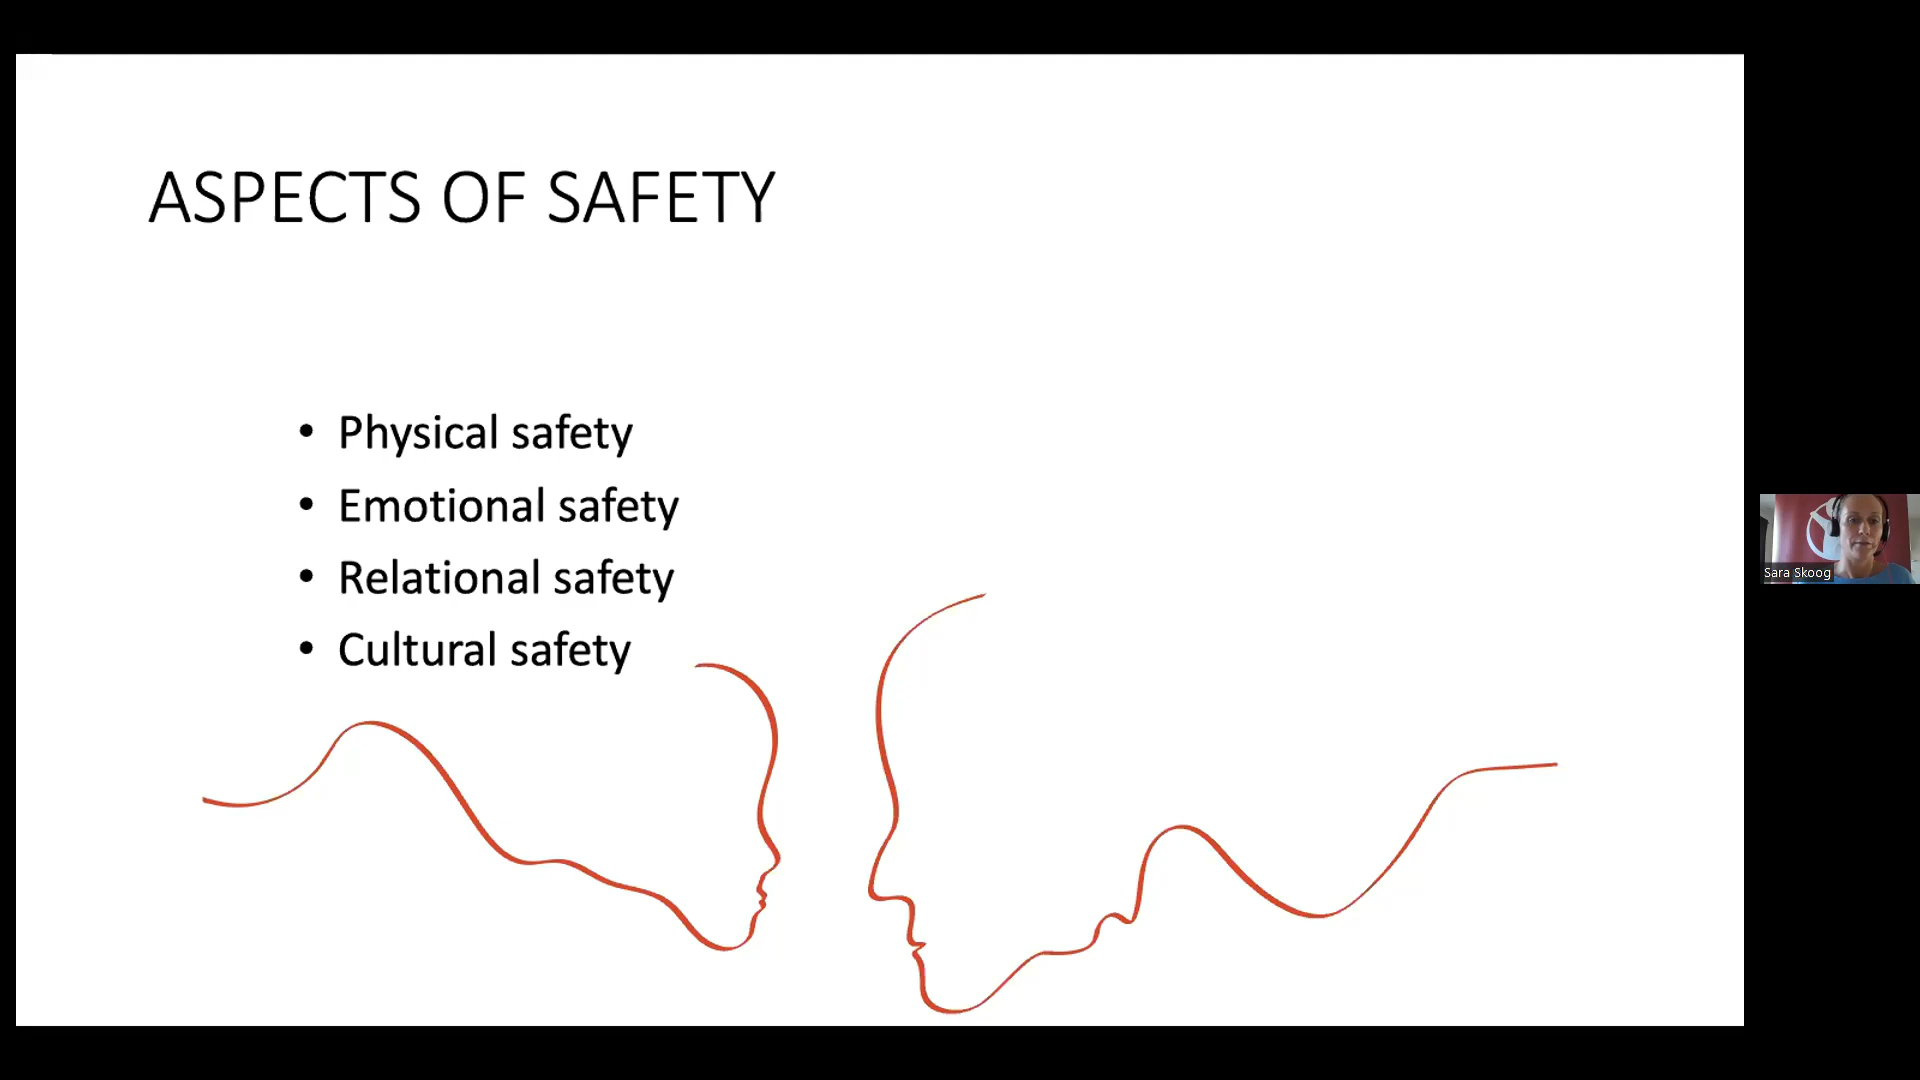 ASPECTS OF SAFETY
• Physical safety
• Emotional safety
• Relational safety
• Cultural safety
Sara Skoog